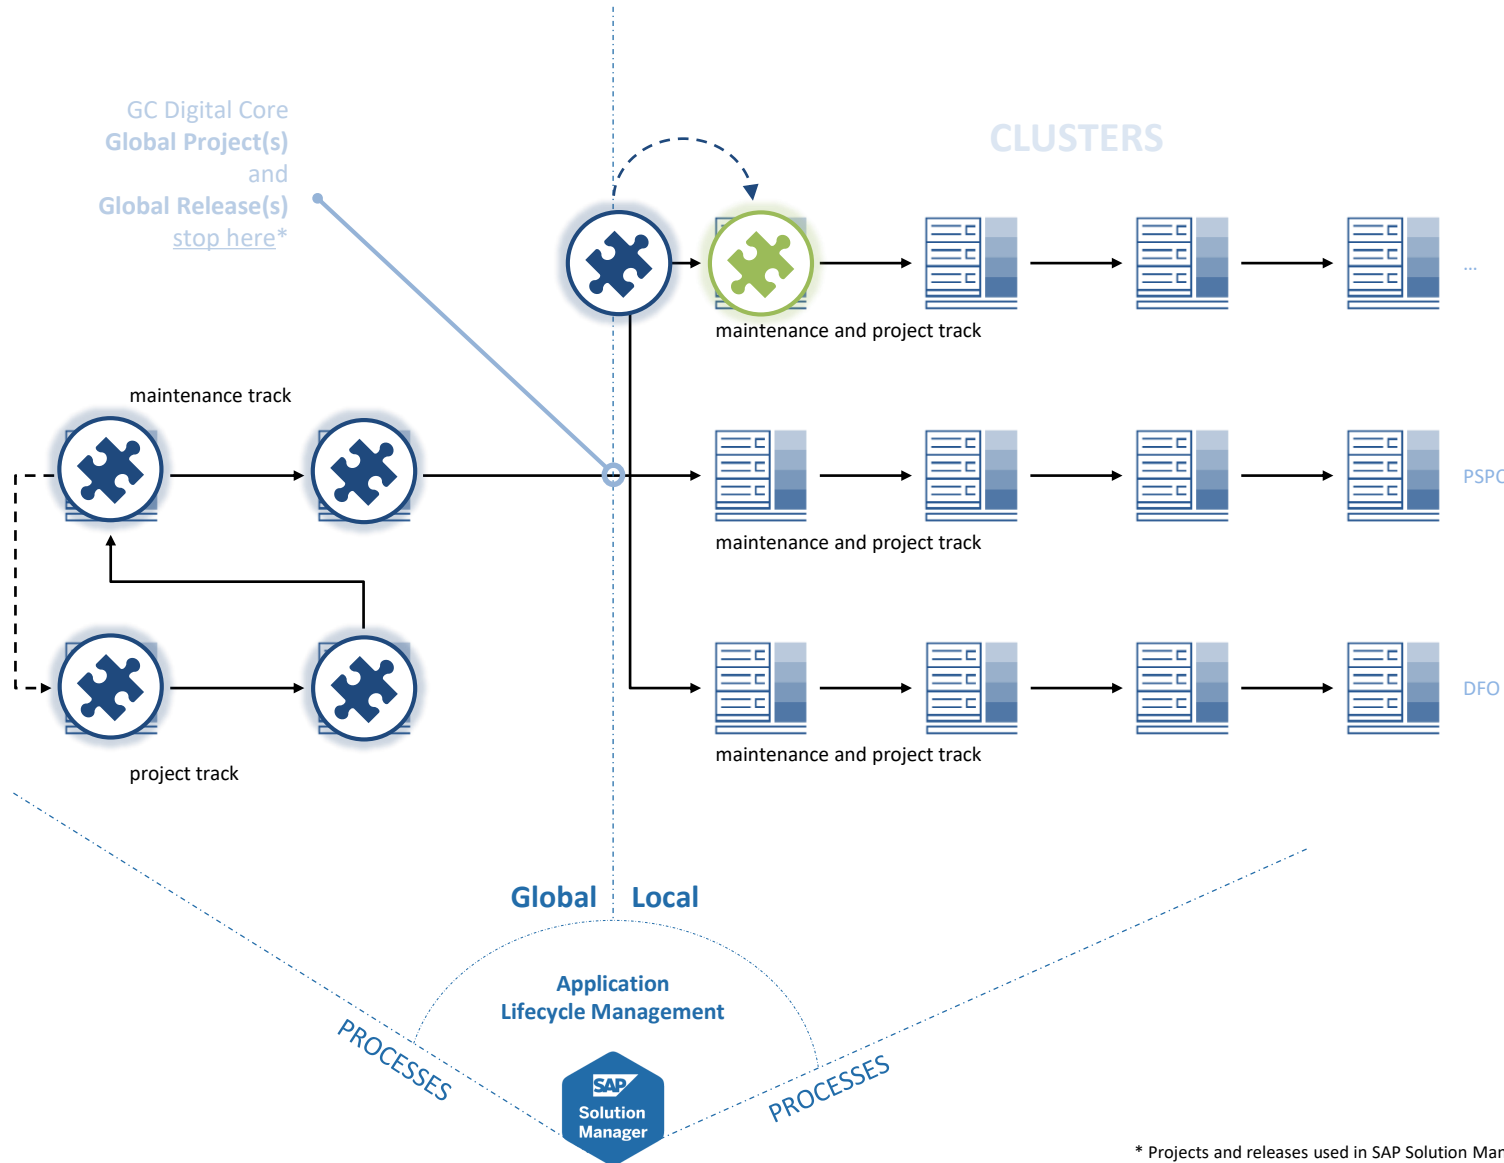 GC Digital Core
Global Project(s)
and
Global Release(s)
stop here*
CLUSTERS
...
maintenance and project track
maintenance track
PSPC
maintenance and project track
DFO
maintenance and project track
project track
Global Local
Application
Lifecycle Management
PROCESSES
PROCESSES
SAP
Solution
Manager
* Projects and releases used in SAP Solution Man